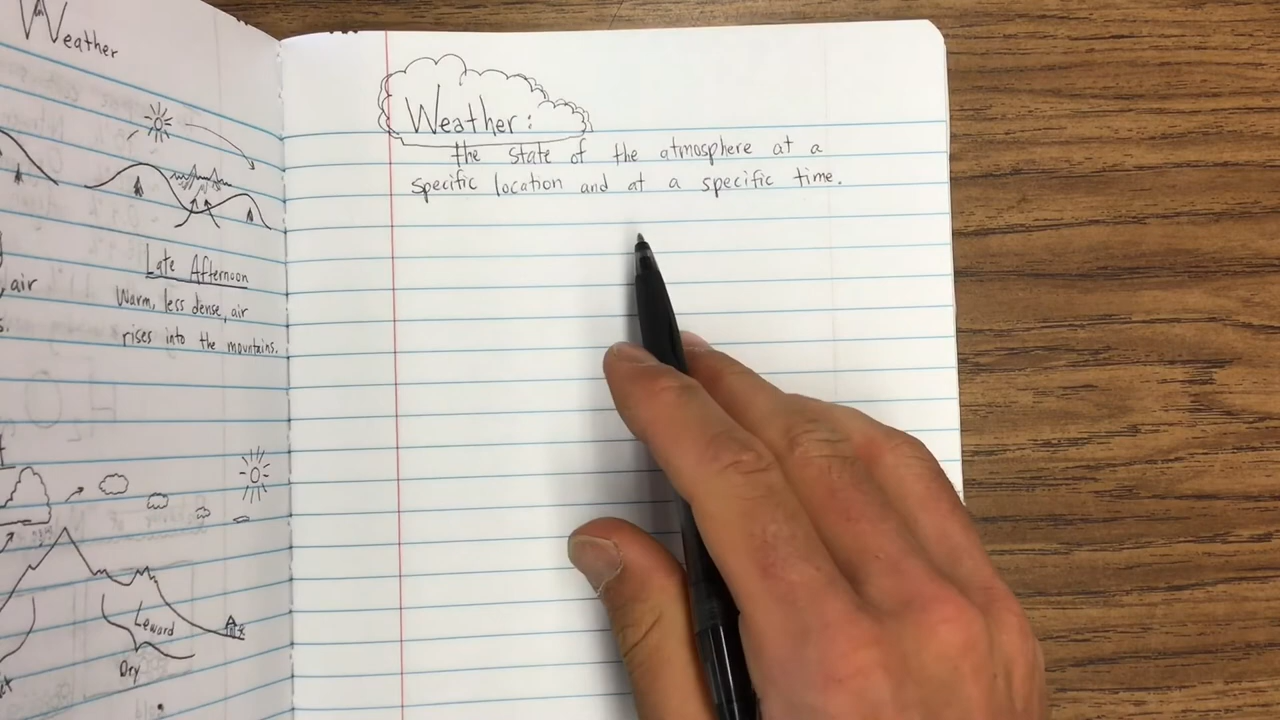 Weather
air
Late Afternoon
Warm, less dense, air
rises into the mountains.
Leward
Dry
Weather:
the state of the atmosphere at a
specific location and at a specific time.